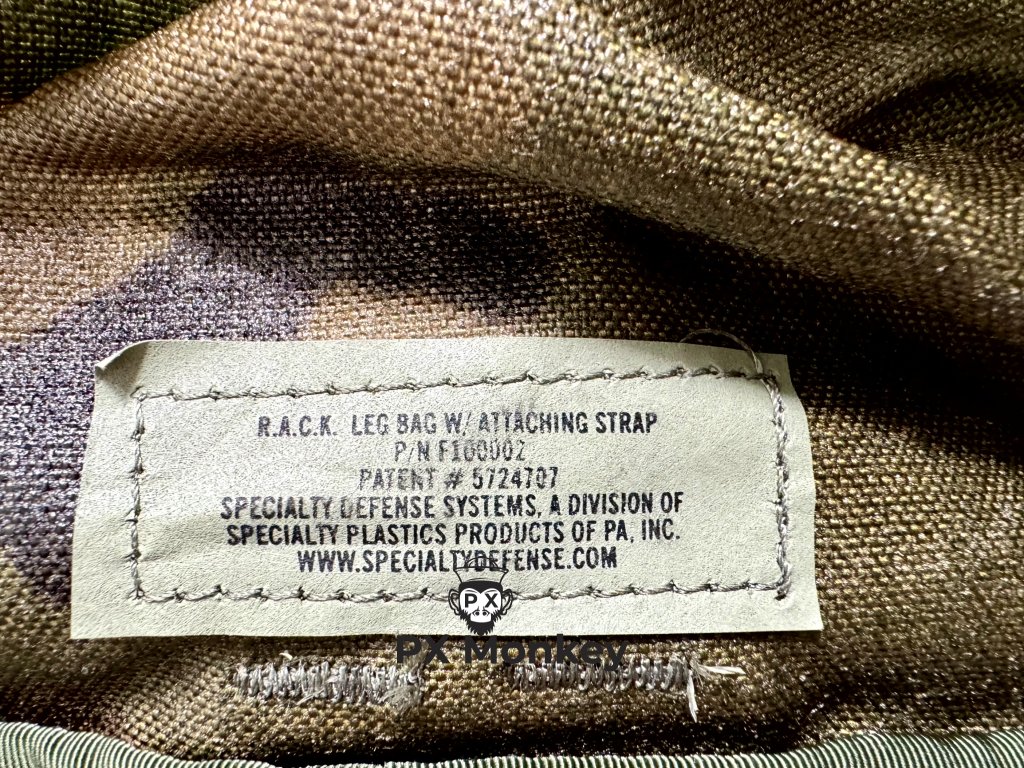 R.A.C.K. LEG BAG W/ ATTACHING STRAP
P/N F100002
PATENT # 5724707
SPECIALTY DEFENSE SYSTEMS, A DIVISION OF
SPECIALTY PLASTICS PRODUCTS OF PA, INC.
WWW.SPECIALTYDEFENSE.COM
PX
PX Monkey